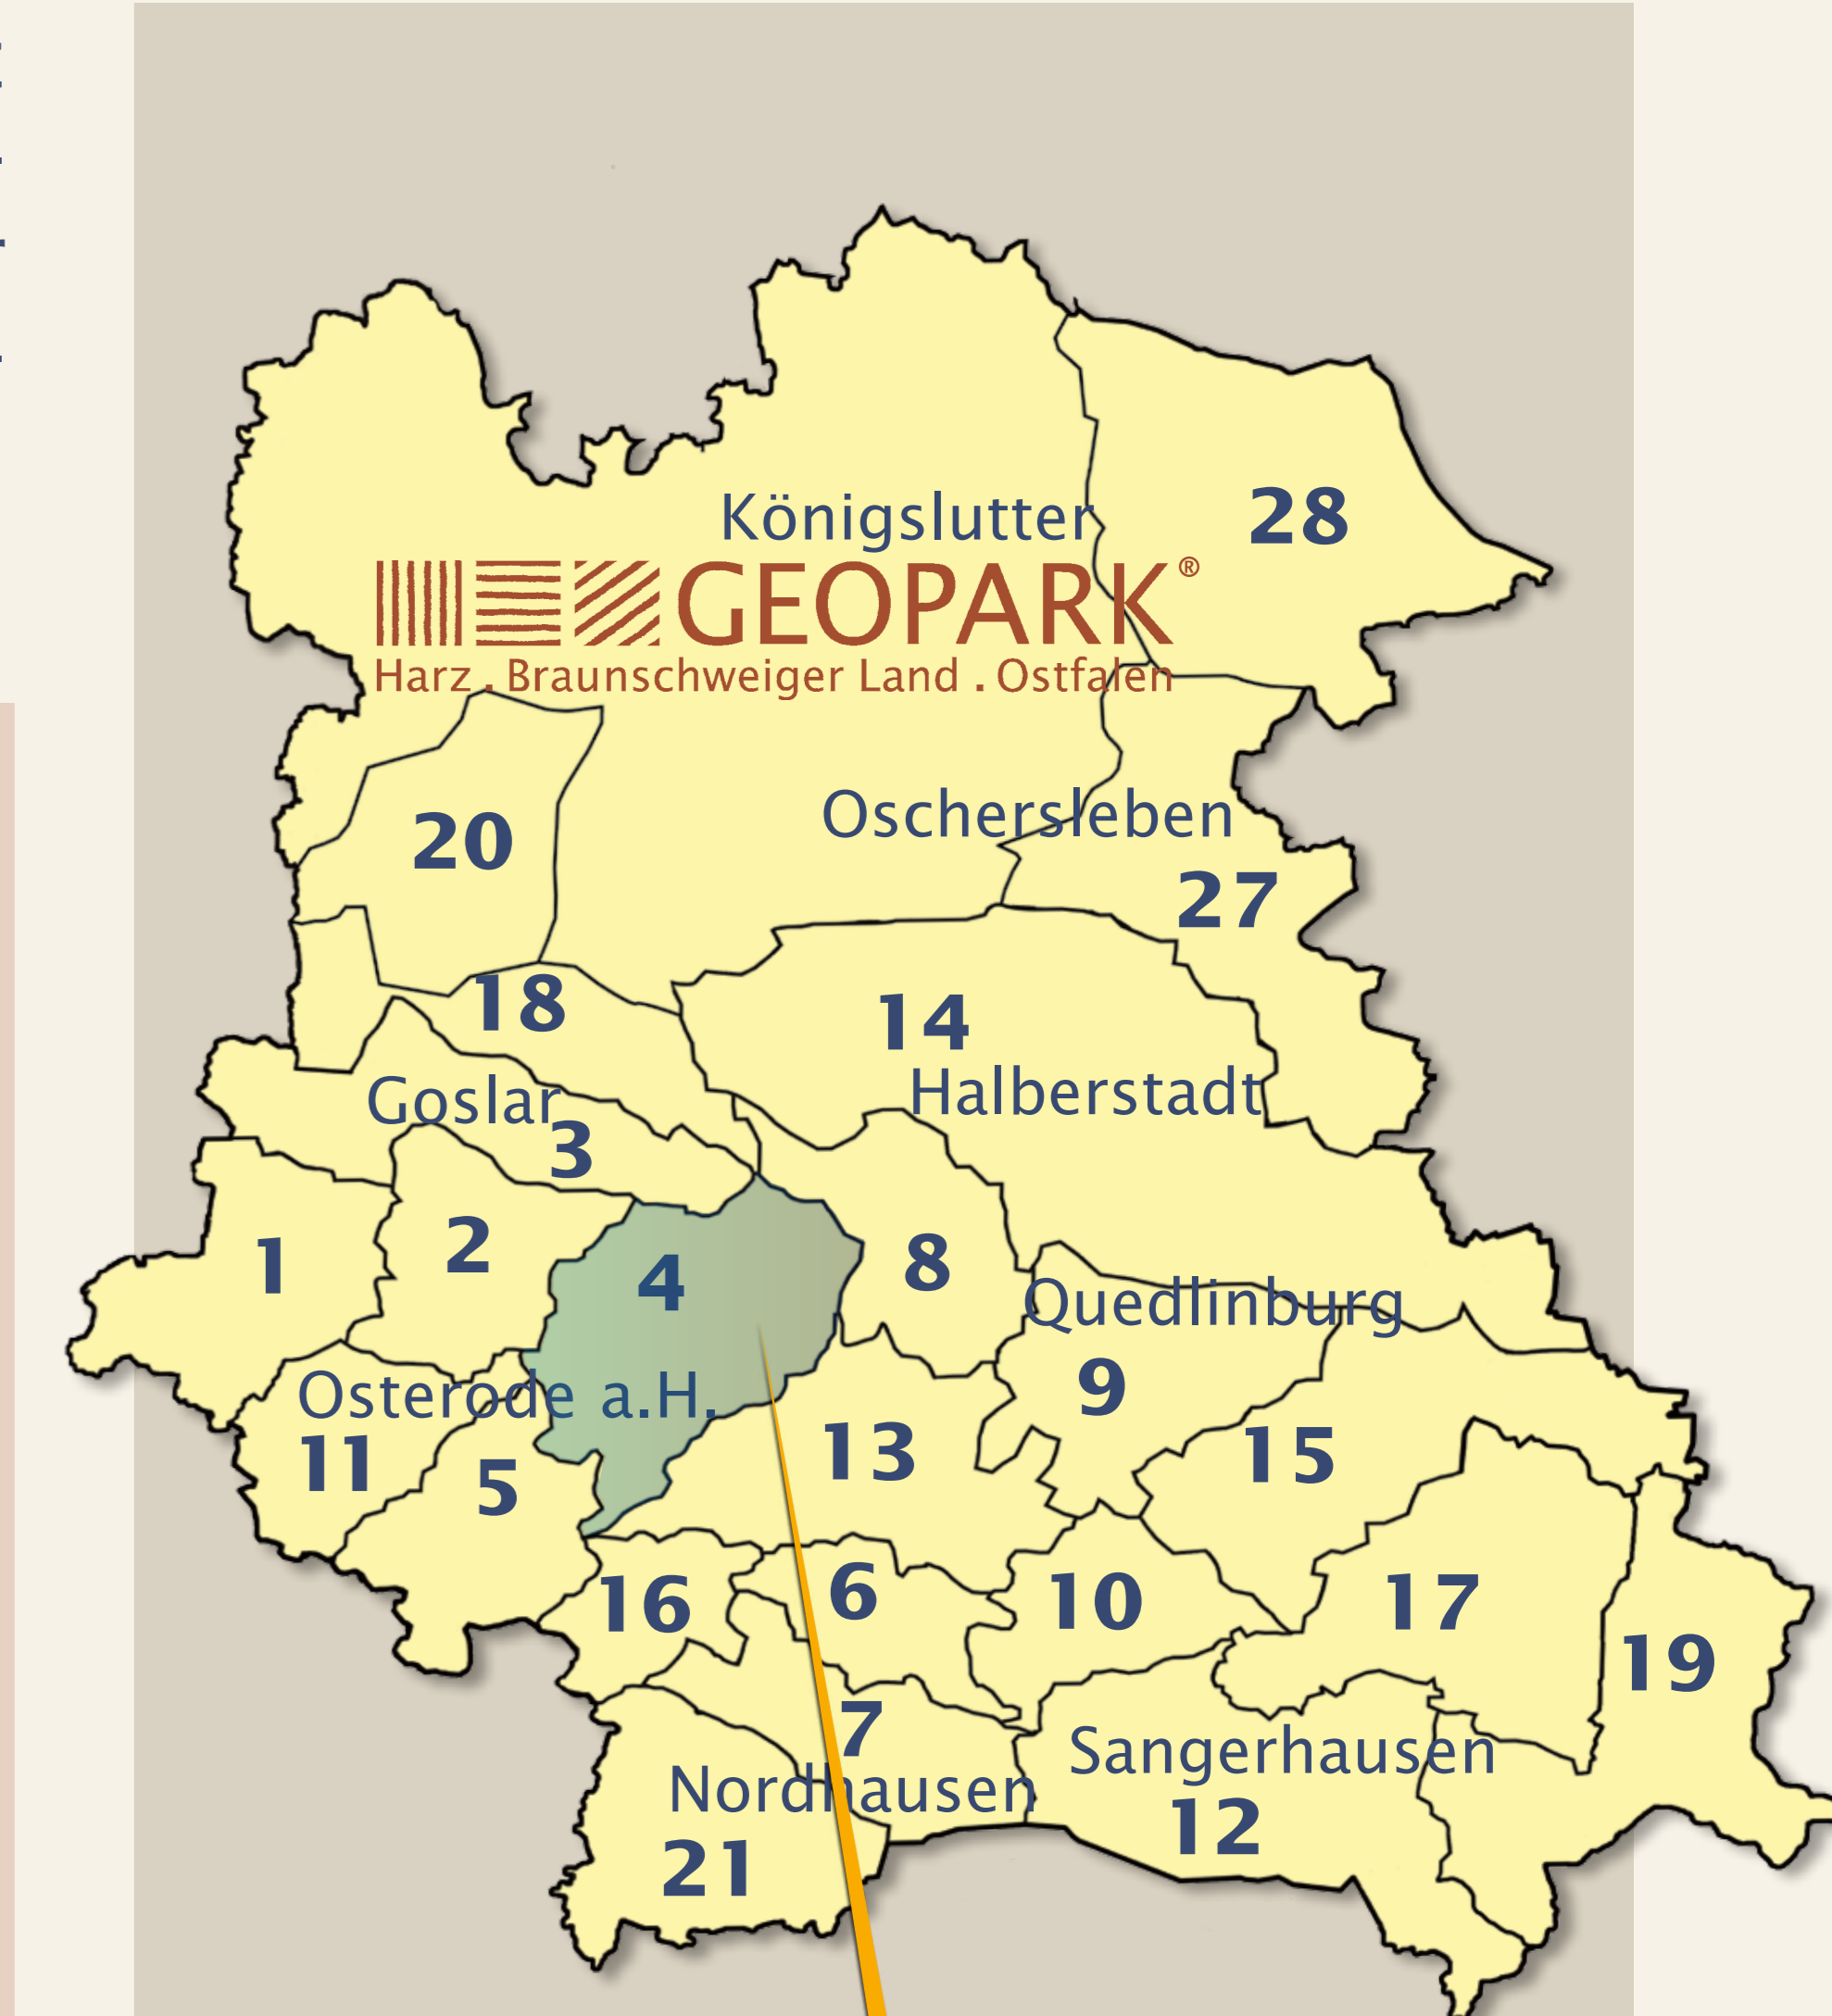 Königslutter
28
GEOPARK®
Harz . Braunschweiger Land . Ostfalen
Oschersleben
20
27
18
14
Goslar
Halberstadt
3
1
2
4
8
Quedlinburg
Osterode a.H.
9
11
5
13
15
16
6
10
17
19
7
Nordhausen
Sangerhausen
21
12